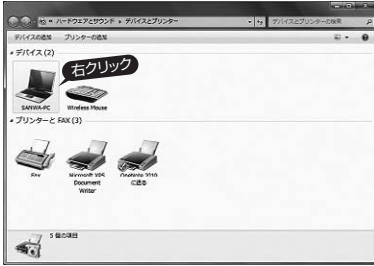 ハードウェアとサウンド ▸ デバイスとプリンター
デバイスとプリンターの検索
デバイスの追加 プリンターの追加
デバイス (2)
右クリック
SANWA-PC Wireless Mouse
プリンターと FAX (3)
Fax Microsoft XPS Document Writer OneNote 2010 に送る
5 個の項目